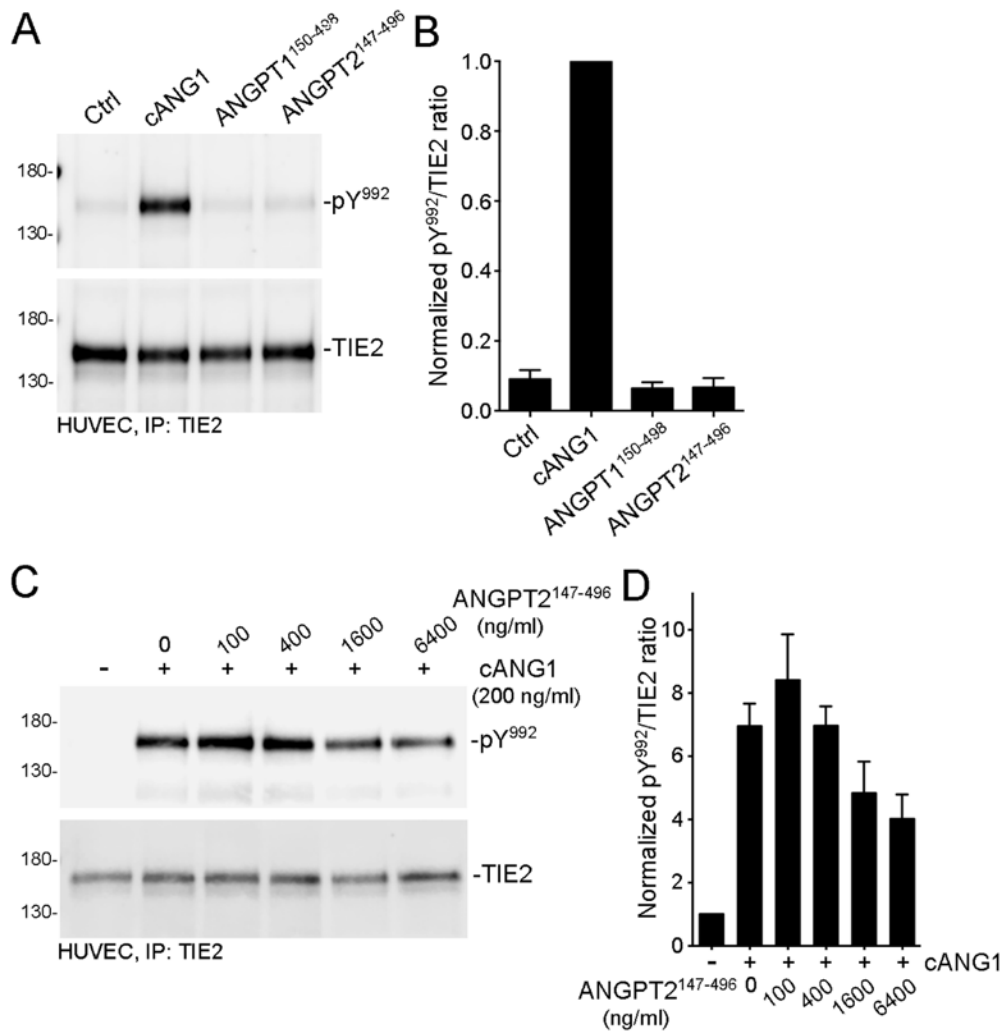 A
Ctrl
cANG1
ANGPT1150-498
ANGPT2147-496
180-
-pY992
130-
180-
-TIE2
130-
HUVEC, IP: TIE2
B
Normalized pY992/TIE2 ratio
1.0
0.8
0.6
0.4
0.2
0.0
Ctrl
cANG1
ANGPT1150-498
ANGPT2147-496
C
ANGPT2147-496
(ng/ml)
0 100 400 1600 6400
- + + + + + cANG1
(200 ng/ml)
180-
-pY992
130-
180-
-TIE2
130-
HUVEC, IP: TIE2
D
Normalized pY992/TIE2 ratio
10
8
6
4
2
0
- + + + + + cANG1
ANGPT2147-496 0 100 400 1600 6400
(ng/ml)